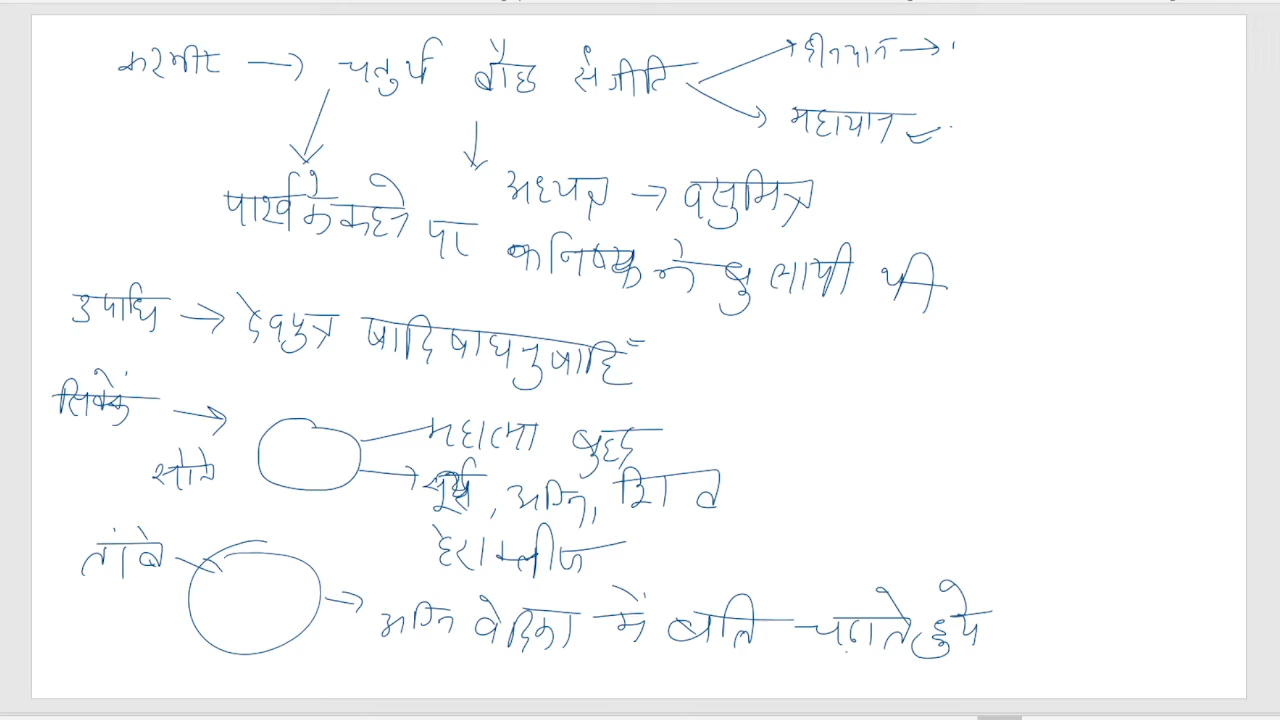 कश्मीर → चतुर्थ बौद्ध संगीति → हीनयान →
→ महायान
अध्यक्ष → वसुमित्र
पार्श्व के कहने पर कनिष्क ने बुलायी थी
उपाधि → देवपुत्र षाहि षाहानुषाहि
सिक्के →
महात्मा बुद्ध
सोने
सूर्य, अग्नि, शिव
हेराक्लीज
तांबे
→ अग्नि वेदिका में बलि चढ़ाते हुये